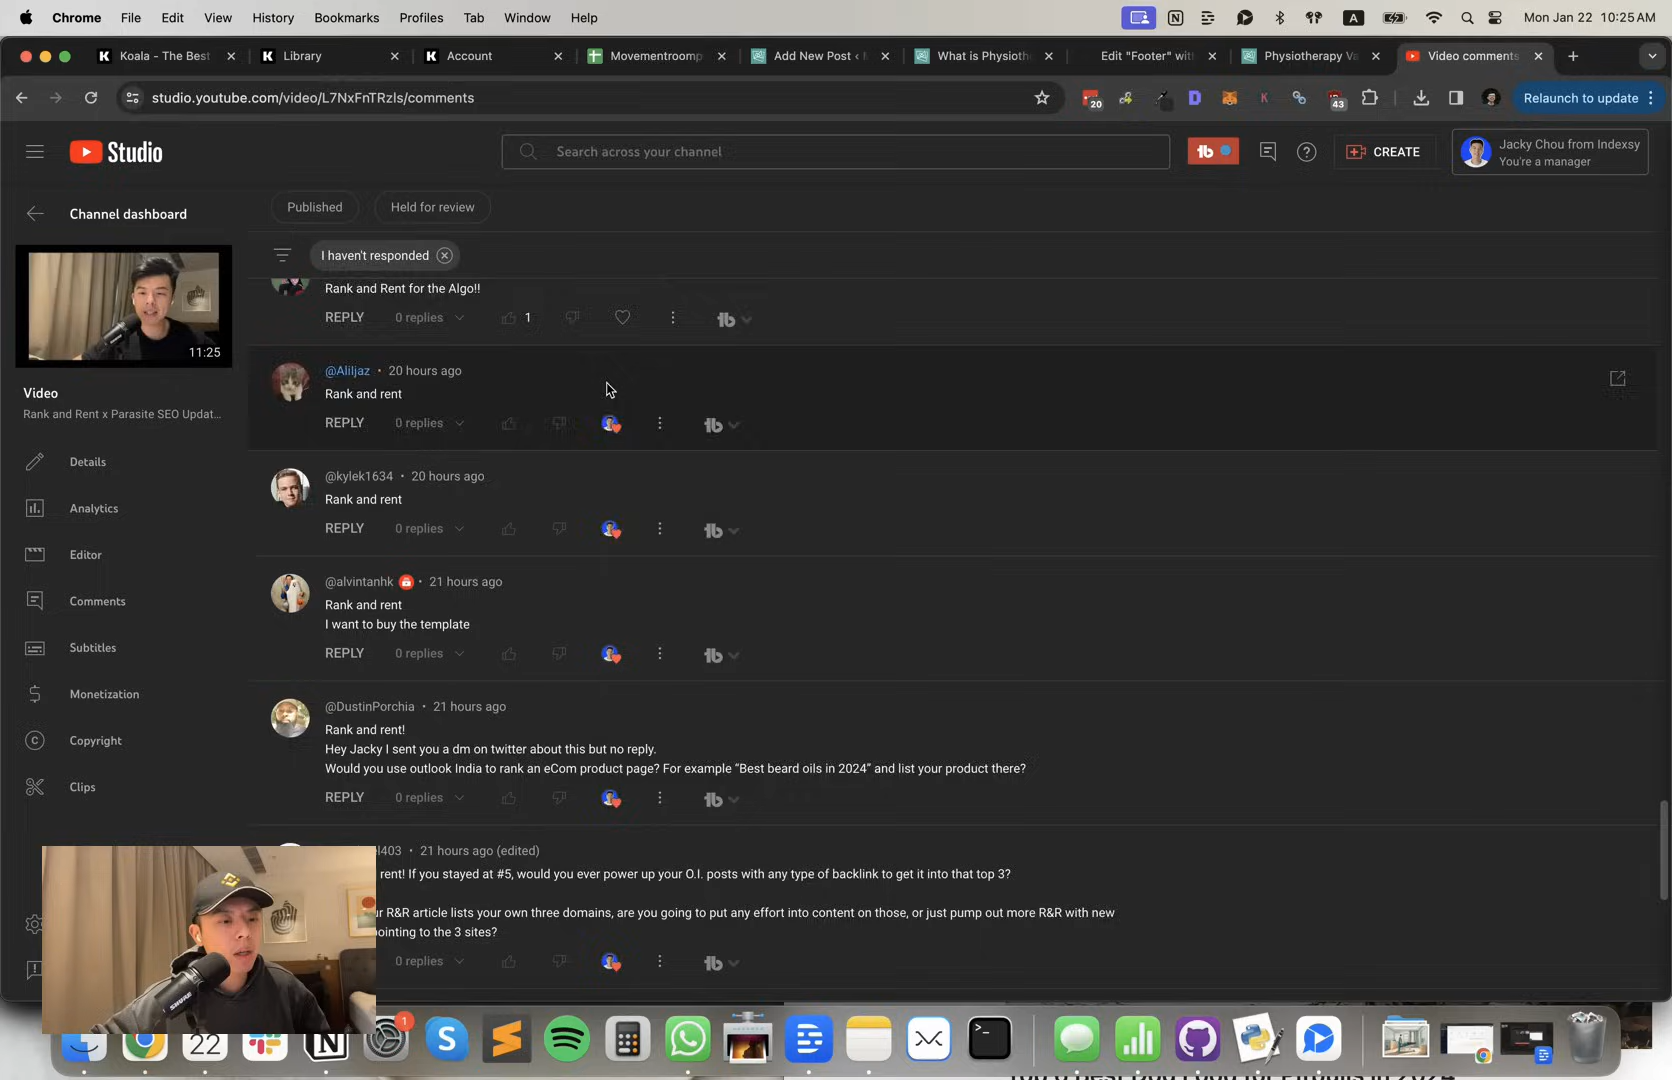 Chrome File Edit View History Bookmarks Profiles Tab Window Help
A Mon Jan 22 10:25 AM
Koala - The Best
Library
Account
Movementroomp
Add New Post ‹
What is Physioth
Edit "Footer" with
Physiotherapy Va
Video comments
studio.youtube.com/video/L7NxFnTRzls/comments
20
43
Relaunch to update
Studio
Search across your channel
CREATE
Jacky Chou from Indexsy
You're a manager
Channel dashboard
11:25
Video
Rank and Rent x Parasite SEO Updat...
Details
Analytics
Editor
Comments
Subtitles
Monetization
Copyright
Clips
Published
Held for review
I haven't responded
Rank and Rent for the Algo!!
REPLY 0 replies 1
@AliIjaz • 20 hours ago
Rank and rent
REPLY 0 replies
@kylek1634 • 20 hours ago
Rank and rent
REPLY 0 replies
@alvintanhk • 21 hours ago
Rank and rent
I want to buy the template
REPLY 0 replies
@DustinPorchia • 21 hours ago
Rank and rent!
Hey Jacky I sent you a dm on twitter about this but no reply.
Would you use outlook India to rank an eCom product page? For example “Best beard oils in 2024” and list your product there?
REPLY 0 replies
l403 • 21 hours ago (edited)
rent! If you stayed at #5, would you ever power up your O.I. posts with any type of backlink to get it into that top 3?
R&R article lists your own three domains, are you going to put any effort into content on those, or just pump out more R&R with new
pointing to the 3 sites?
0 replies
SHURE
22
1